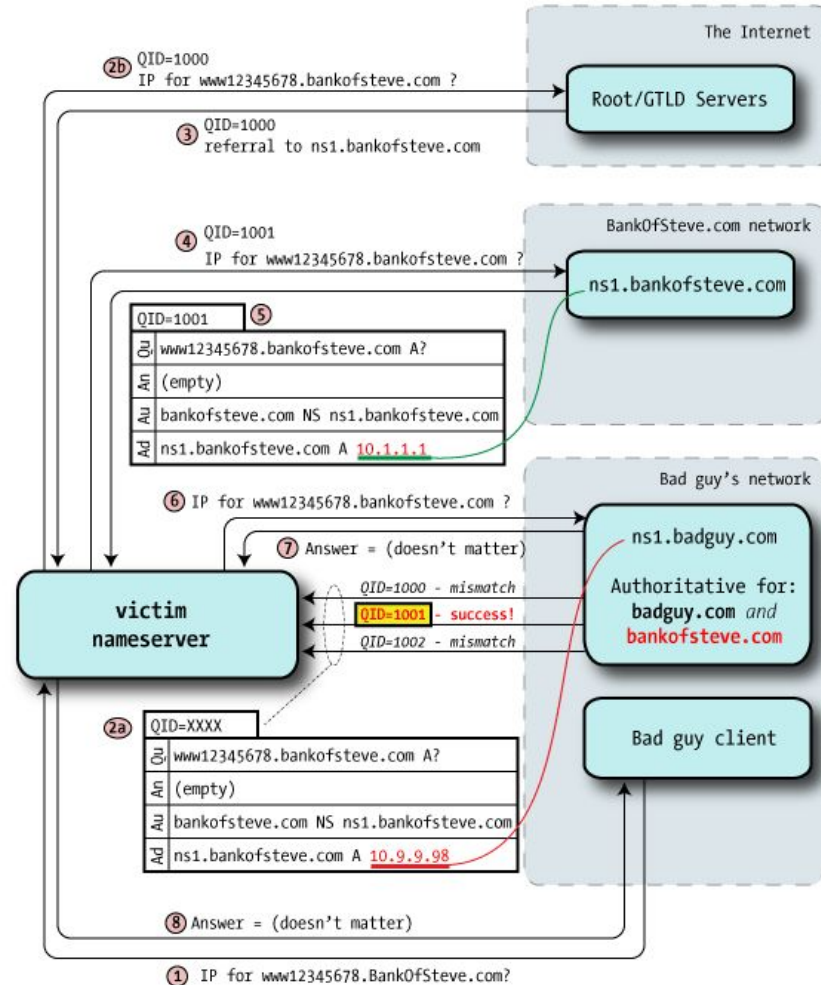 The Internet
2b QID=1000
IP for www12345678.bankofsteve.com ?
Root/GTLD Servers
3 QID=1000
referral to ns1.bankofsteve.com
BankOfSteve.com network
4 QID=1001
IP for www12345678.bankofsteve.com ?
ns1.bankofsteve.com
QID=1001 5
Qu www12345678.bankofsteve.com A?
An (empty)
Au bankofsteve.com NS ns1.bankofsteve.com
Ad ns1.bankofsteve.com A 10.1.1.1
Bad guy's network
6 IP for www12345678.bankofsteve.com ?
7 Answer = (doesn't matter)
ns1.badguy.com
Authoritative for:
badguy.com and
bankofsteve.com
QID=1000 - mismatch
QID=1001 - success!
QID=1002 - mismatch
victim
nameserver
2a QID=XXXX
Qu www12345678.bankofsteve.com A?
An (empty)
Au bankofsteve.com NS ns1.bankofsteve.com
Ad ns1.bankofsteve.com A 10.9.9.98
Bad guy client
8 Answer = (doesn't matter)
1 IP for www12345678.BankOfSteve.com?